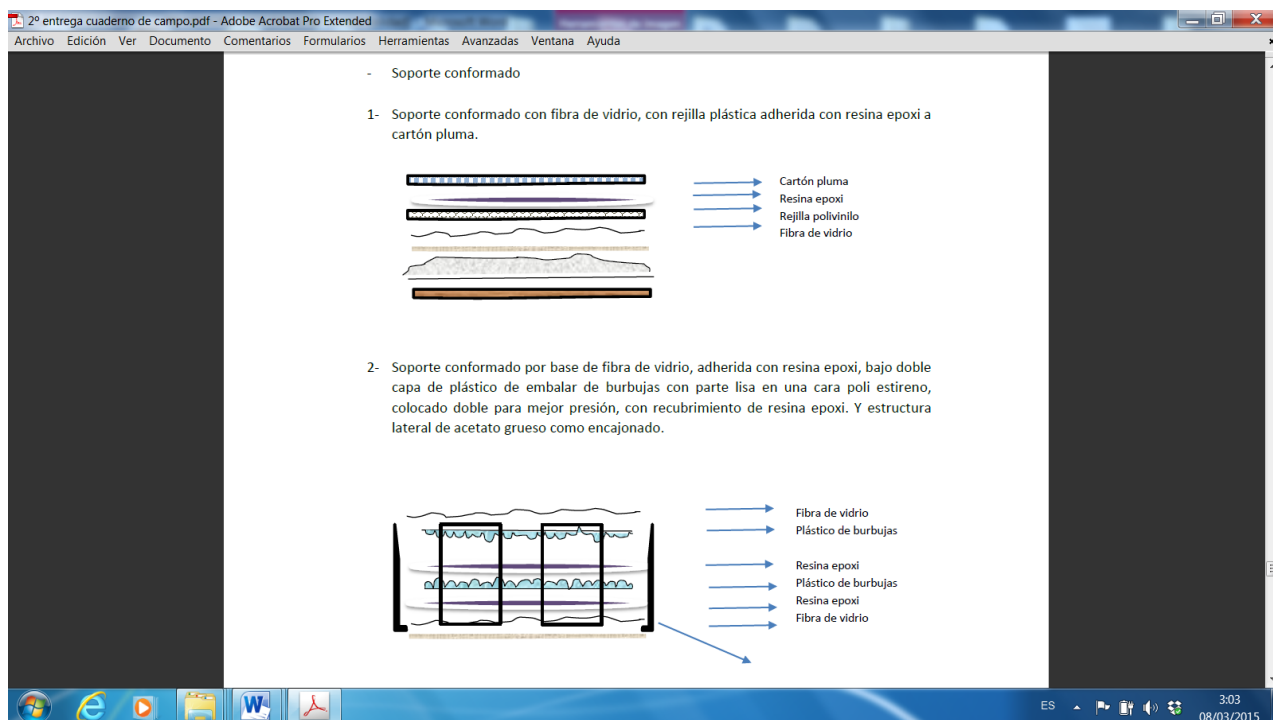 2º entrega cuaderno de campo.pdf - Adobe Acrobat Pro Extended
Archivo Edición Ver Documento Comentarios Formularios Herramientas Avanzadas Ventana Ayuda
- Soporte conformado
1- Soporte conformado con fibra de vidrio, con rejilla plástica adherida con resina epoxi a
cartón pluma.
Cartón pluma
Resina epoxi
Rejilla polivinilo
Fibra de vidrio
2- Soporte conformado por base de fibra de vidrio, adherida con resina epoxi, bajo doble
capa de plástico de embalar de burbujas con parte lisa en una cara poli estireno,
colocado doble para mejor presión, con recubrimiento de resina epoxi. Y estructura
lateral de acetato grueso como encajonado.
Fibra de vidrio
Plástico de burbujas
Resina epoxi
Plástico de burbujas
Resina epoxi
Fibra de vidrio
ES
3:03
08/03/2015